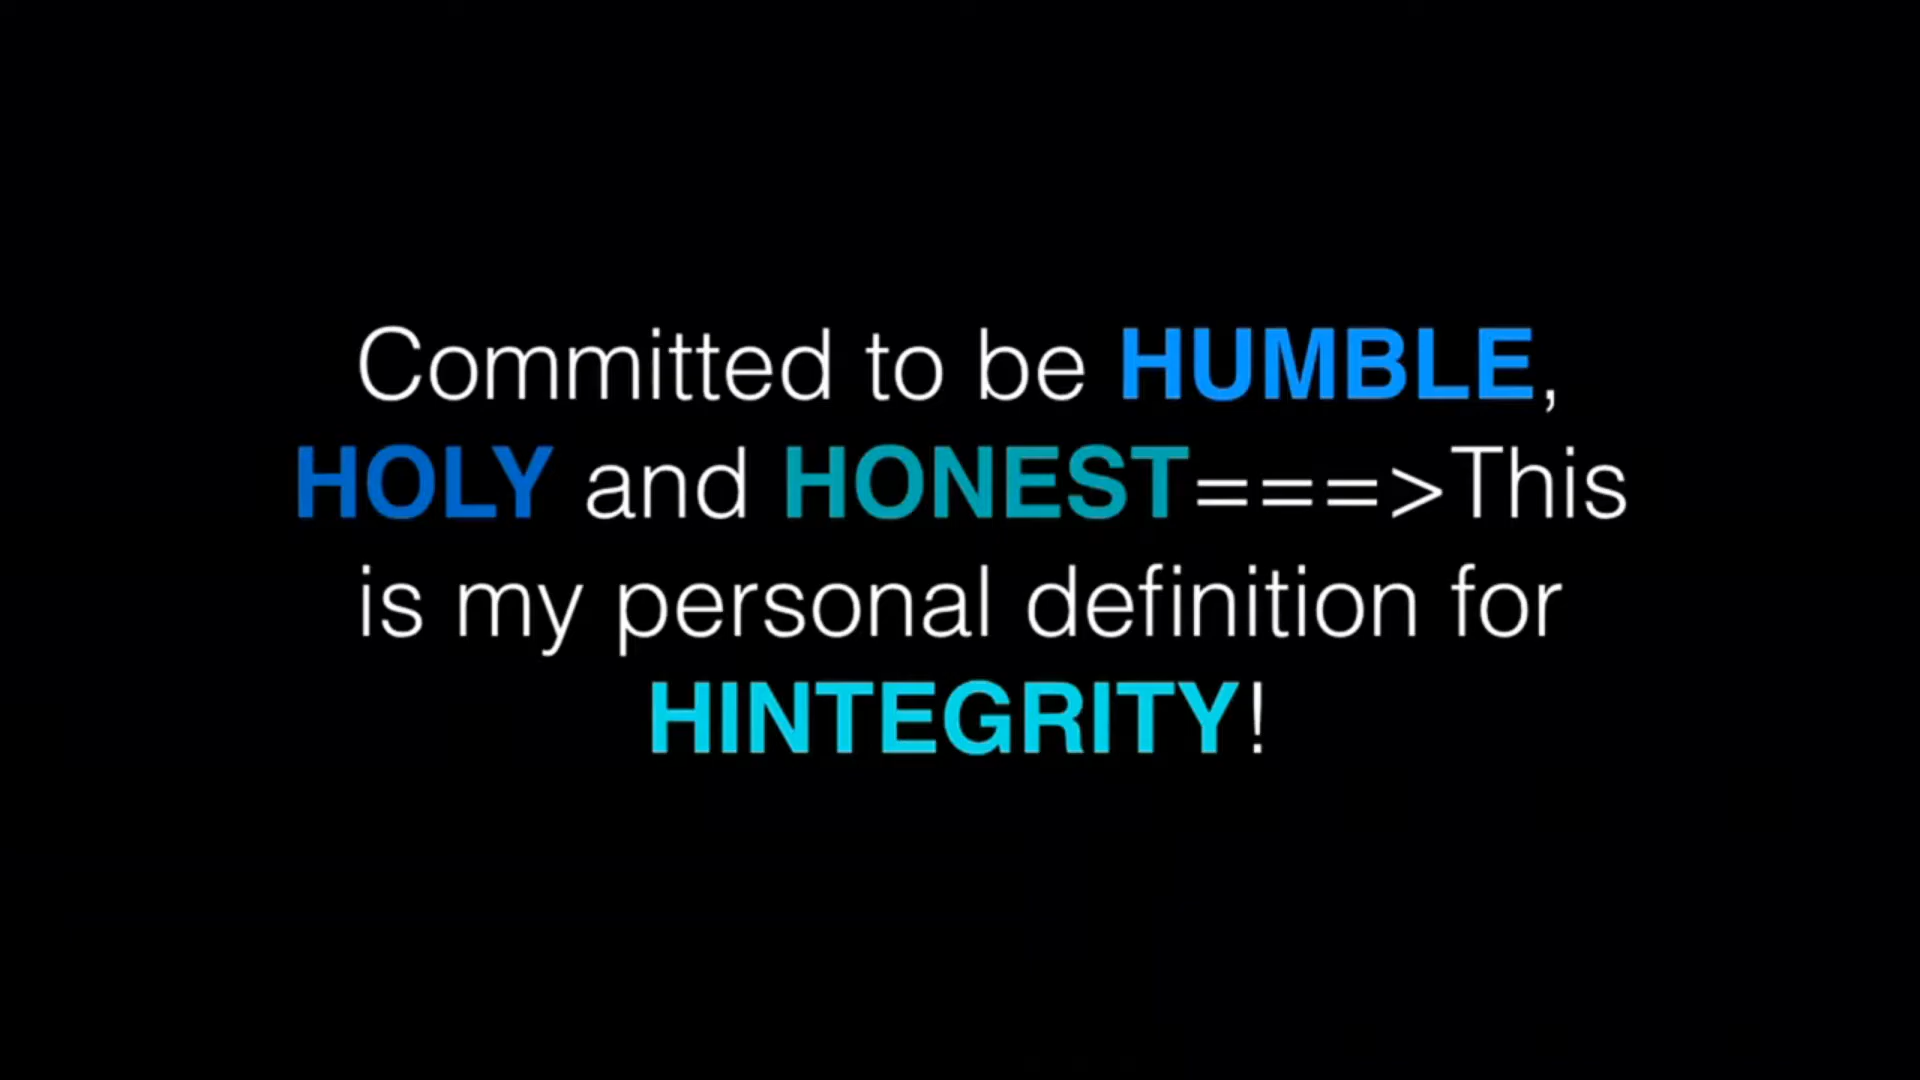 Committed to be HUMBLE,
HOLY and HONEST===>This
is my personal definition for
HINTEGRITY!